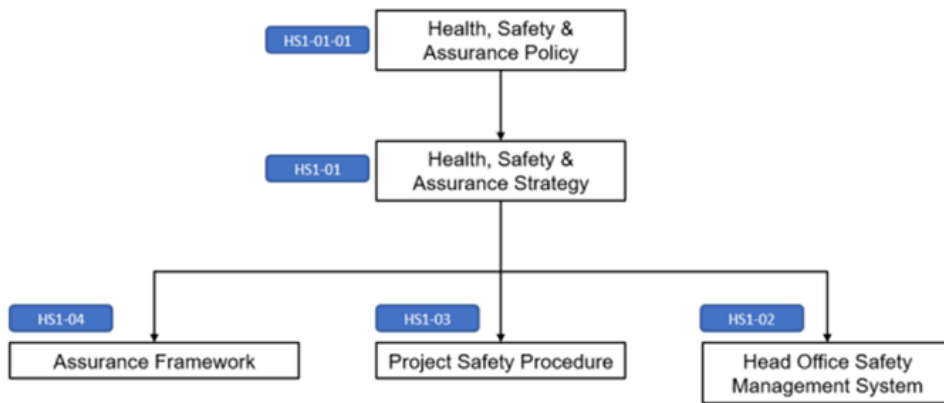 HS1-01-01
Health, Safety &
Assurance Policy
HS1-01
Health, Safety &
Assurance Strategy
HS1-04
Assurance Framework
HS1-03
Project Safety Procedure
HS1-02
Head Office Safety
Management System